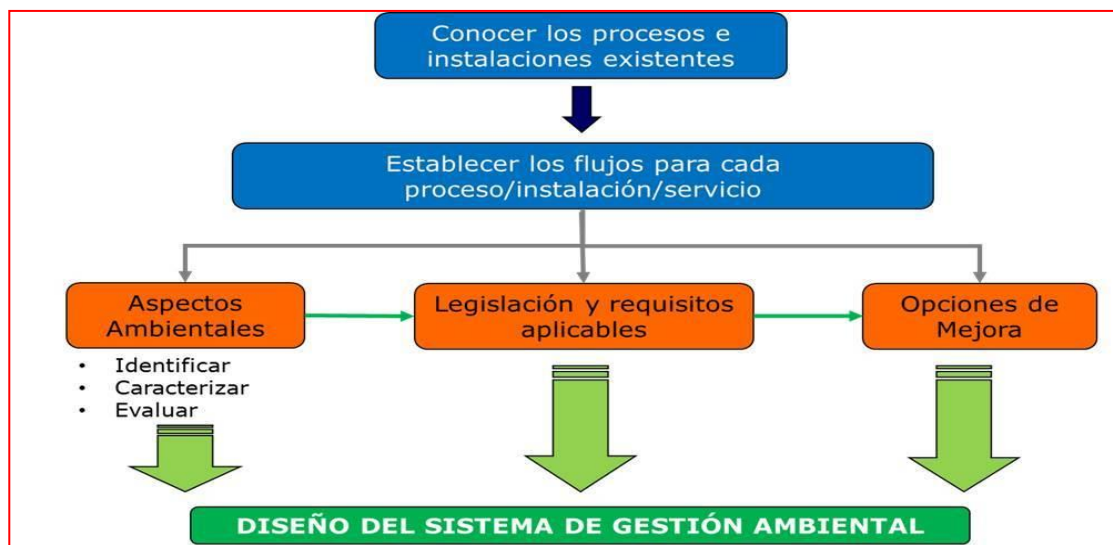 Conocer los procesos e
instalaciones existentes
Establecer los flujos para cada
proceso/instalación/servicio
Aspectos
Ambientales
Legislación y requisitos
aplicables
Opciones de
Mejora
• Identificar
• Caracterizar
• Evaluar
DISEÑO DEL SISTEMA DE GESTIÓN AMBIENTAL